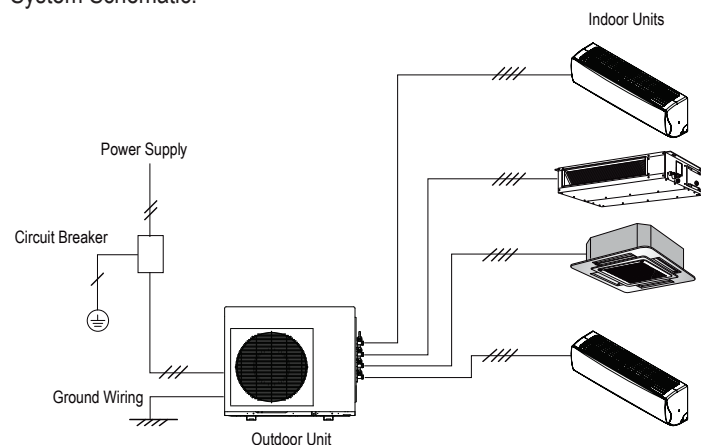 System Schematic:
Indoor Units
Power Supply
Circuit Breaker
Ground Wiring
Outdoor Unit